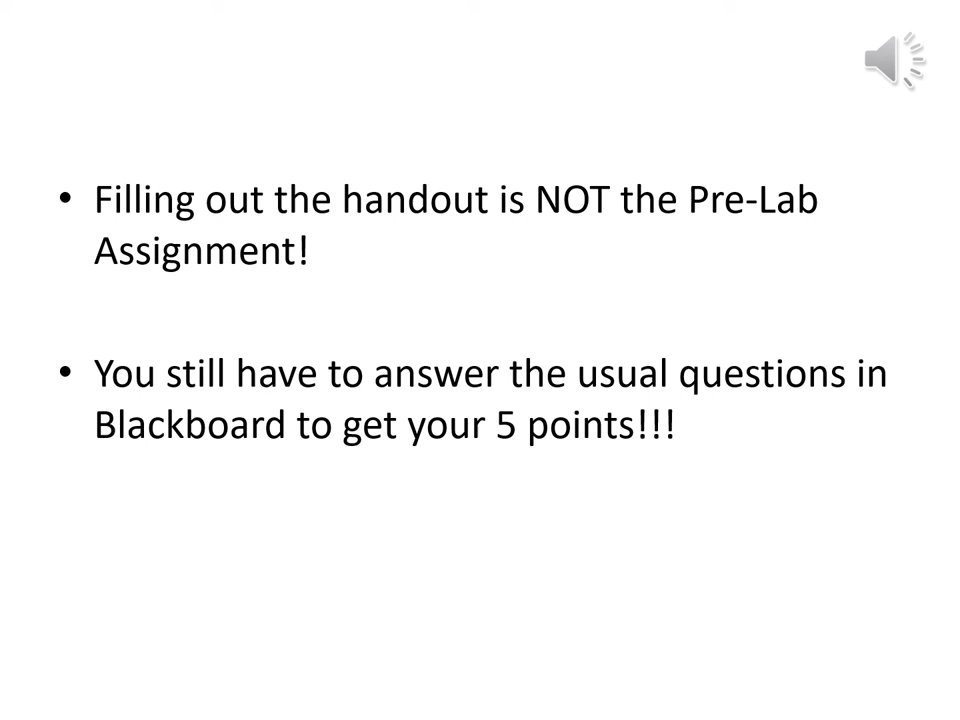 • Filling out the handout is NOT the Pre-Lab
Assignment!
• You still have to answer the usual questions in
Blackboard to get your 5 points!!!